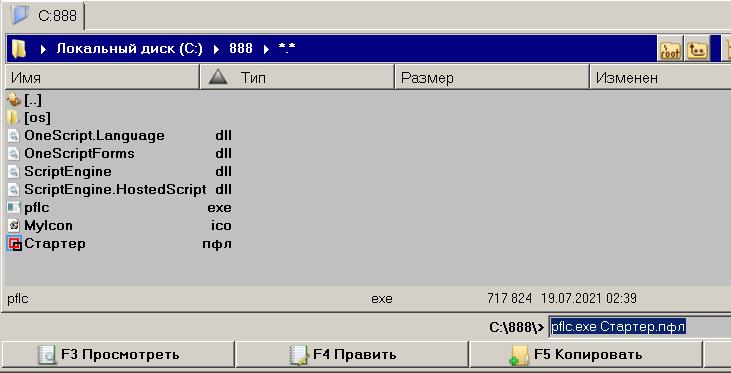 C:888
Локальный диск (C:) 888 *.*
root
Имя Тип Размер Изменен
[..]
[os]
OneScript.Language dll
OneScriptForms dll
ScriptEngine dll
ScriptEngine.HostedScript dll
pflc exe
MyIcon ico
Стартер пфл
pflc exe 717 824 19.07.2021 02:39
C:\888\> pflc.exe Стартер.пфл
F3 Просмотреть F4 Править F5 Копировать